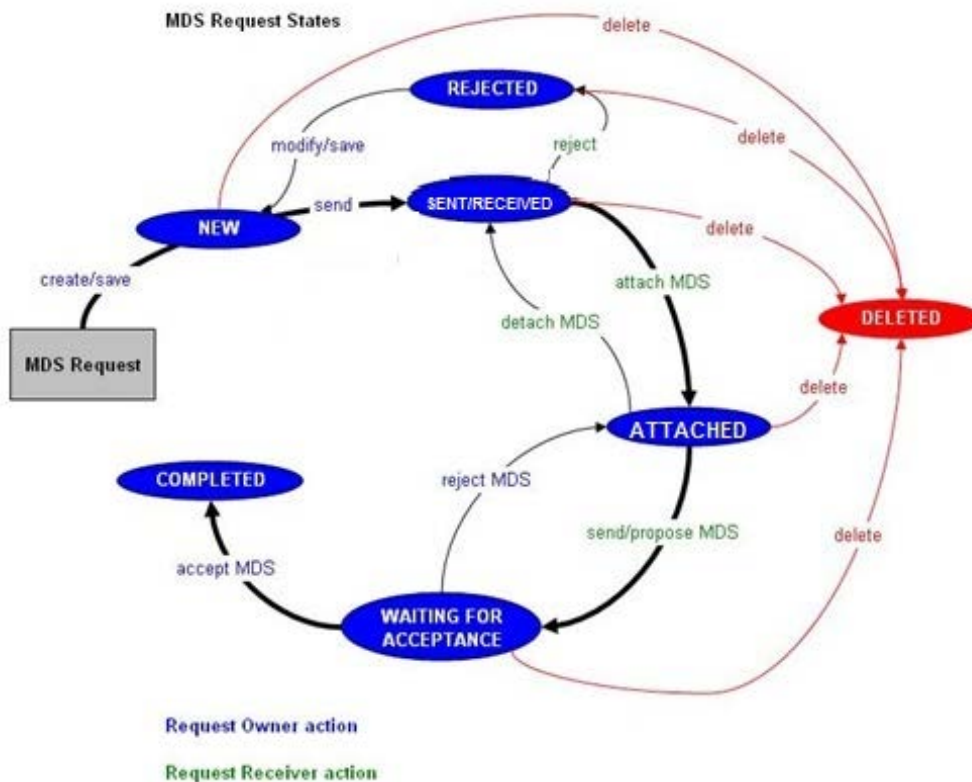 MDS Request States
delete
REJECTED
modify/save
reject
delete
send
SENT/RECEIVED
NEW
delete
create/save
attach MDS
detach MDS
DELETED
MDS Request
delete
ATTACHED
COMPLETED
reject MDS
send/propose MDS
delete
accept MDS
WAITING FOR
ACCEPTANCE
Request Owner action
Request Receiver action